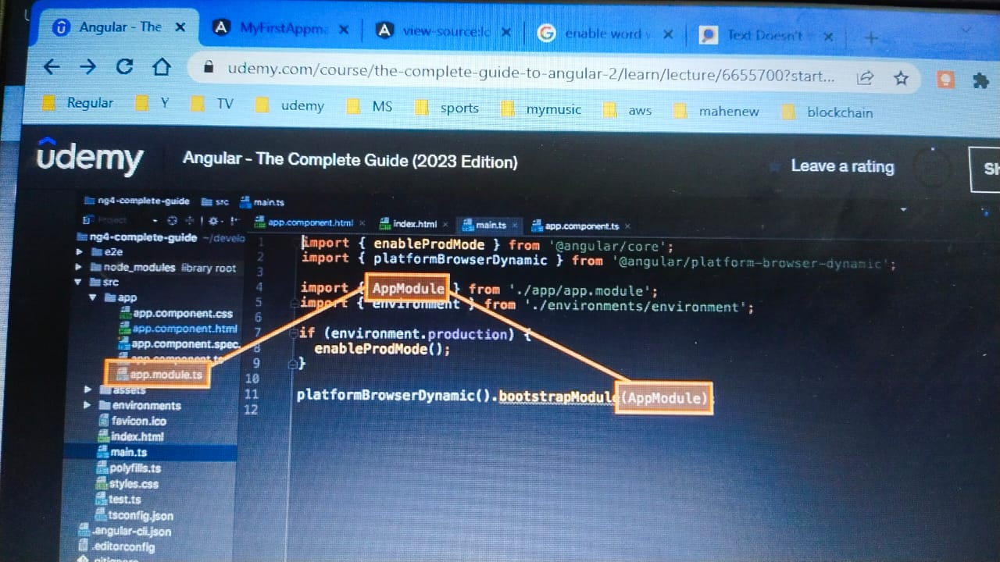 Angular - The
MyFirstAppma
view-source:lo
enable word
Text Doesn't
udemy.com/course/the-complete-guide-to-angular-2/learn/lecture/6655700?start...
Regular Y TV udemy MS sports mymusic aws mahenew blockchain
udemy
Angular - The Complete Guide (2023 Edition)
Leave a rating
ng4-complete-guide src main.ts
Project
app.component.html index.html main.ts app.component.ts
ng4-complete-guide ~/develo
e2e
node_modules library root
src
app
app.component.css
app.component.html
app.component.spec.
app.component.ts
app.module.ts
assets
environments
favicon.ico
index.html
main.ts
polyfills.ts
styles.css
test.ts
tsconfig.json
.angular-cli.json
.editorconfig
.gitignore
1 import { enableProdMode } from '@angular/core';
2 import { platformBrowserDynamic } from '@angular/platform-browser-dynamic';
3
4 import { AppModule } from './app/app.module';
5 import { environment } from './environments/environment';
6
7 if (environment.production) {
8 enableProdMode();
9 }
10
11 platformBrowserDynamic().bootstrapModule(AppModule);
12